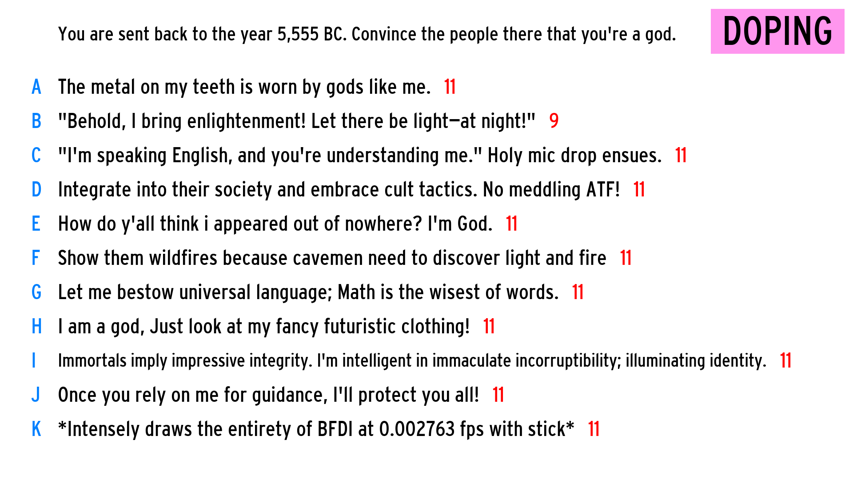 You are sent back to the year 5,555 BC. Convince the people there that you're a god.
DOPING
A The metal on my teeth is worn by gods like me. 11
B "Behold, I bring enlightenment! Let there be light—at night!" 9
C "I'm speaking English, and you're understanding me." Holy mic drop ensues. 11
D Integrate into their society and embrace cult tactics. No meddling ATF! 11
E How do y'all think i appeared out of nowhere? I'm God. 11
F Show them wildfires because cavemen need to discover light and fire 11
G Let me bestow universal language; Math is the wisest of words. 11
H I am a god, Just look at my fancy futuristic clothing! 11
I Immortals imply impressive integrity. I'm intelligent in immaculate incorruptibility; illuminating identity. 11
J Once you rely on me for guidance, I'll protect you all! 11
K *Intensely draws the entirety of BFDI at 0.002763 fps with stick* 11